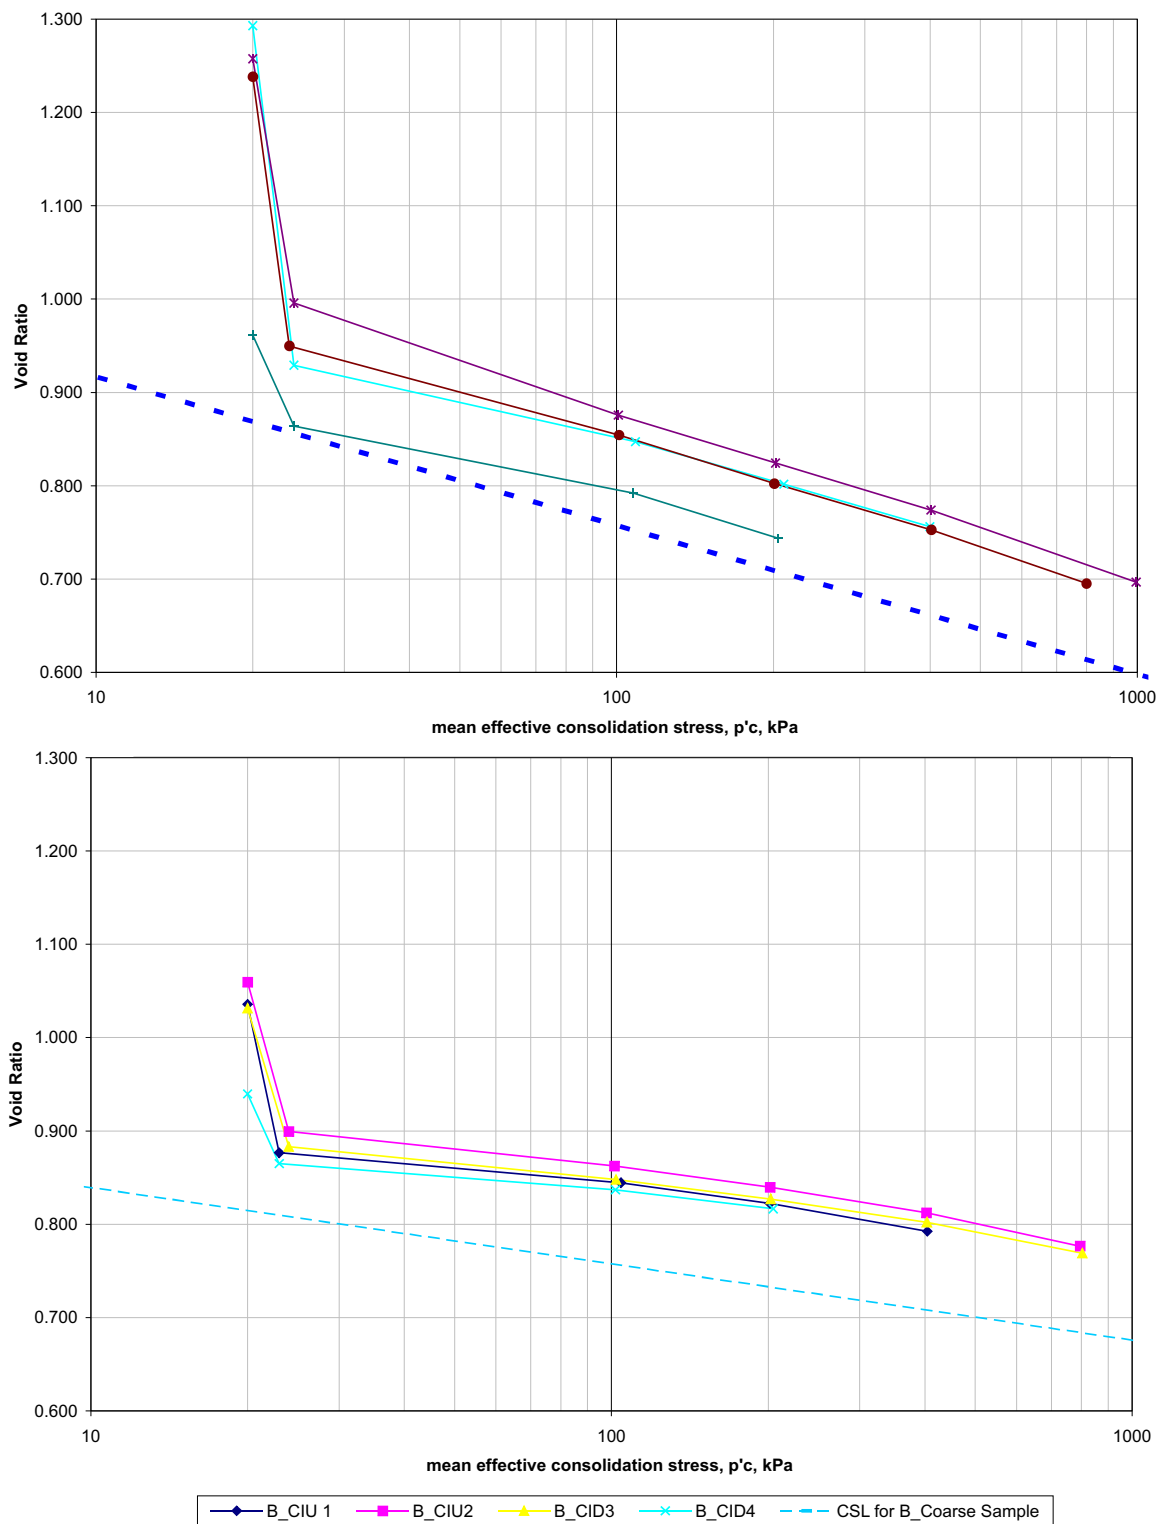 1.300
1.200
1.100
1.000
0.900
0.800
0.700
0.600
Void Ratio
10
100
1000
mean effective consolidation stress, p'c, kPa
1.300
1.200
1.100
1.000
0.900
0.800
0.700
0.600
Void Ratio
10
100
1000
mean effective consolidation stress, p'c, kPa
B_CIU 1
B_CIU2
B_CID3
B_CID4
CSL for B_Coarse Sample